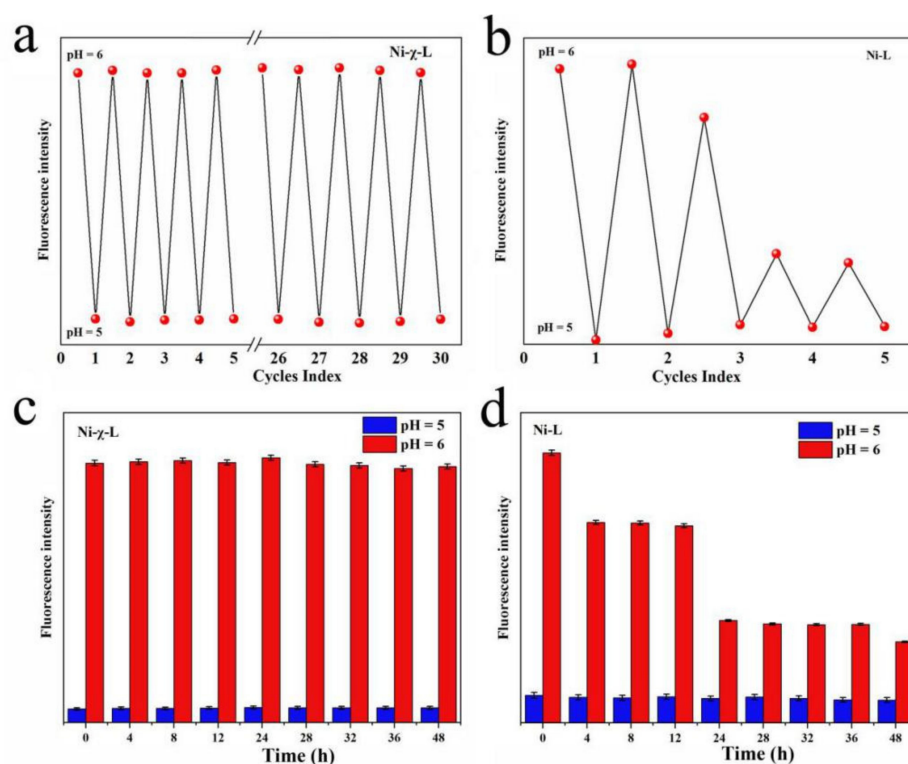 a
Ni-χ-L
pH = 6
Fluorescence intensity
pH = 5
0 1 2 3 4 5 26 27 28 29 30
Cycles Index
b
Ni-L
pH = 6
Fluorescence intensity
pH = 5
0 1 2 3 4 5
Cycles Index
c
Ni-χ-L
pH = 5
pH = 6
Fluorescence intensity
0 4 8 12 24 28 32 36 48
Time (h)
d
Ni-L
pH = 5
pH = 6
Fluorescence intensity
0 4 8 12 24 28 32 36 48
Time (h)